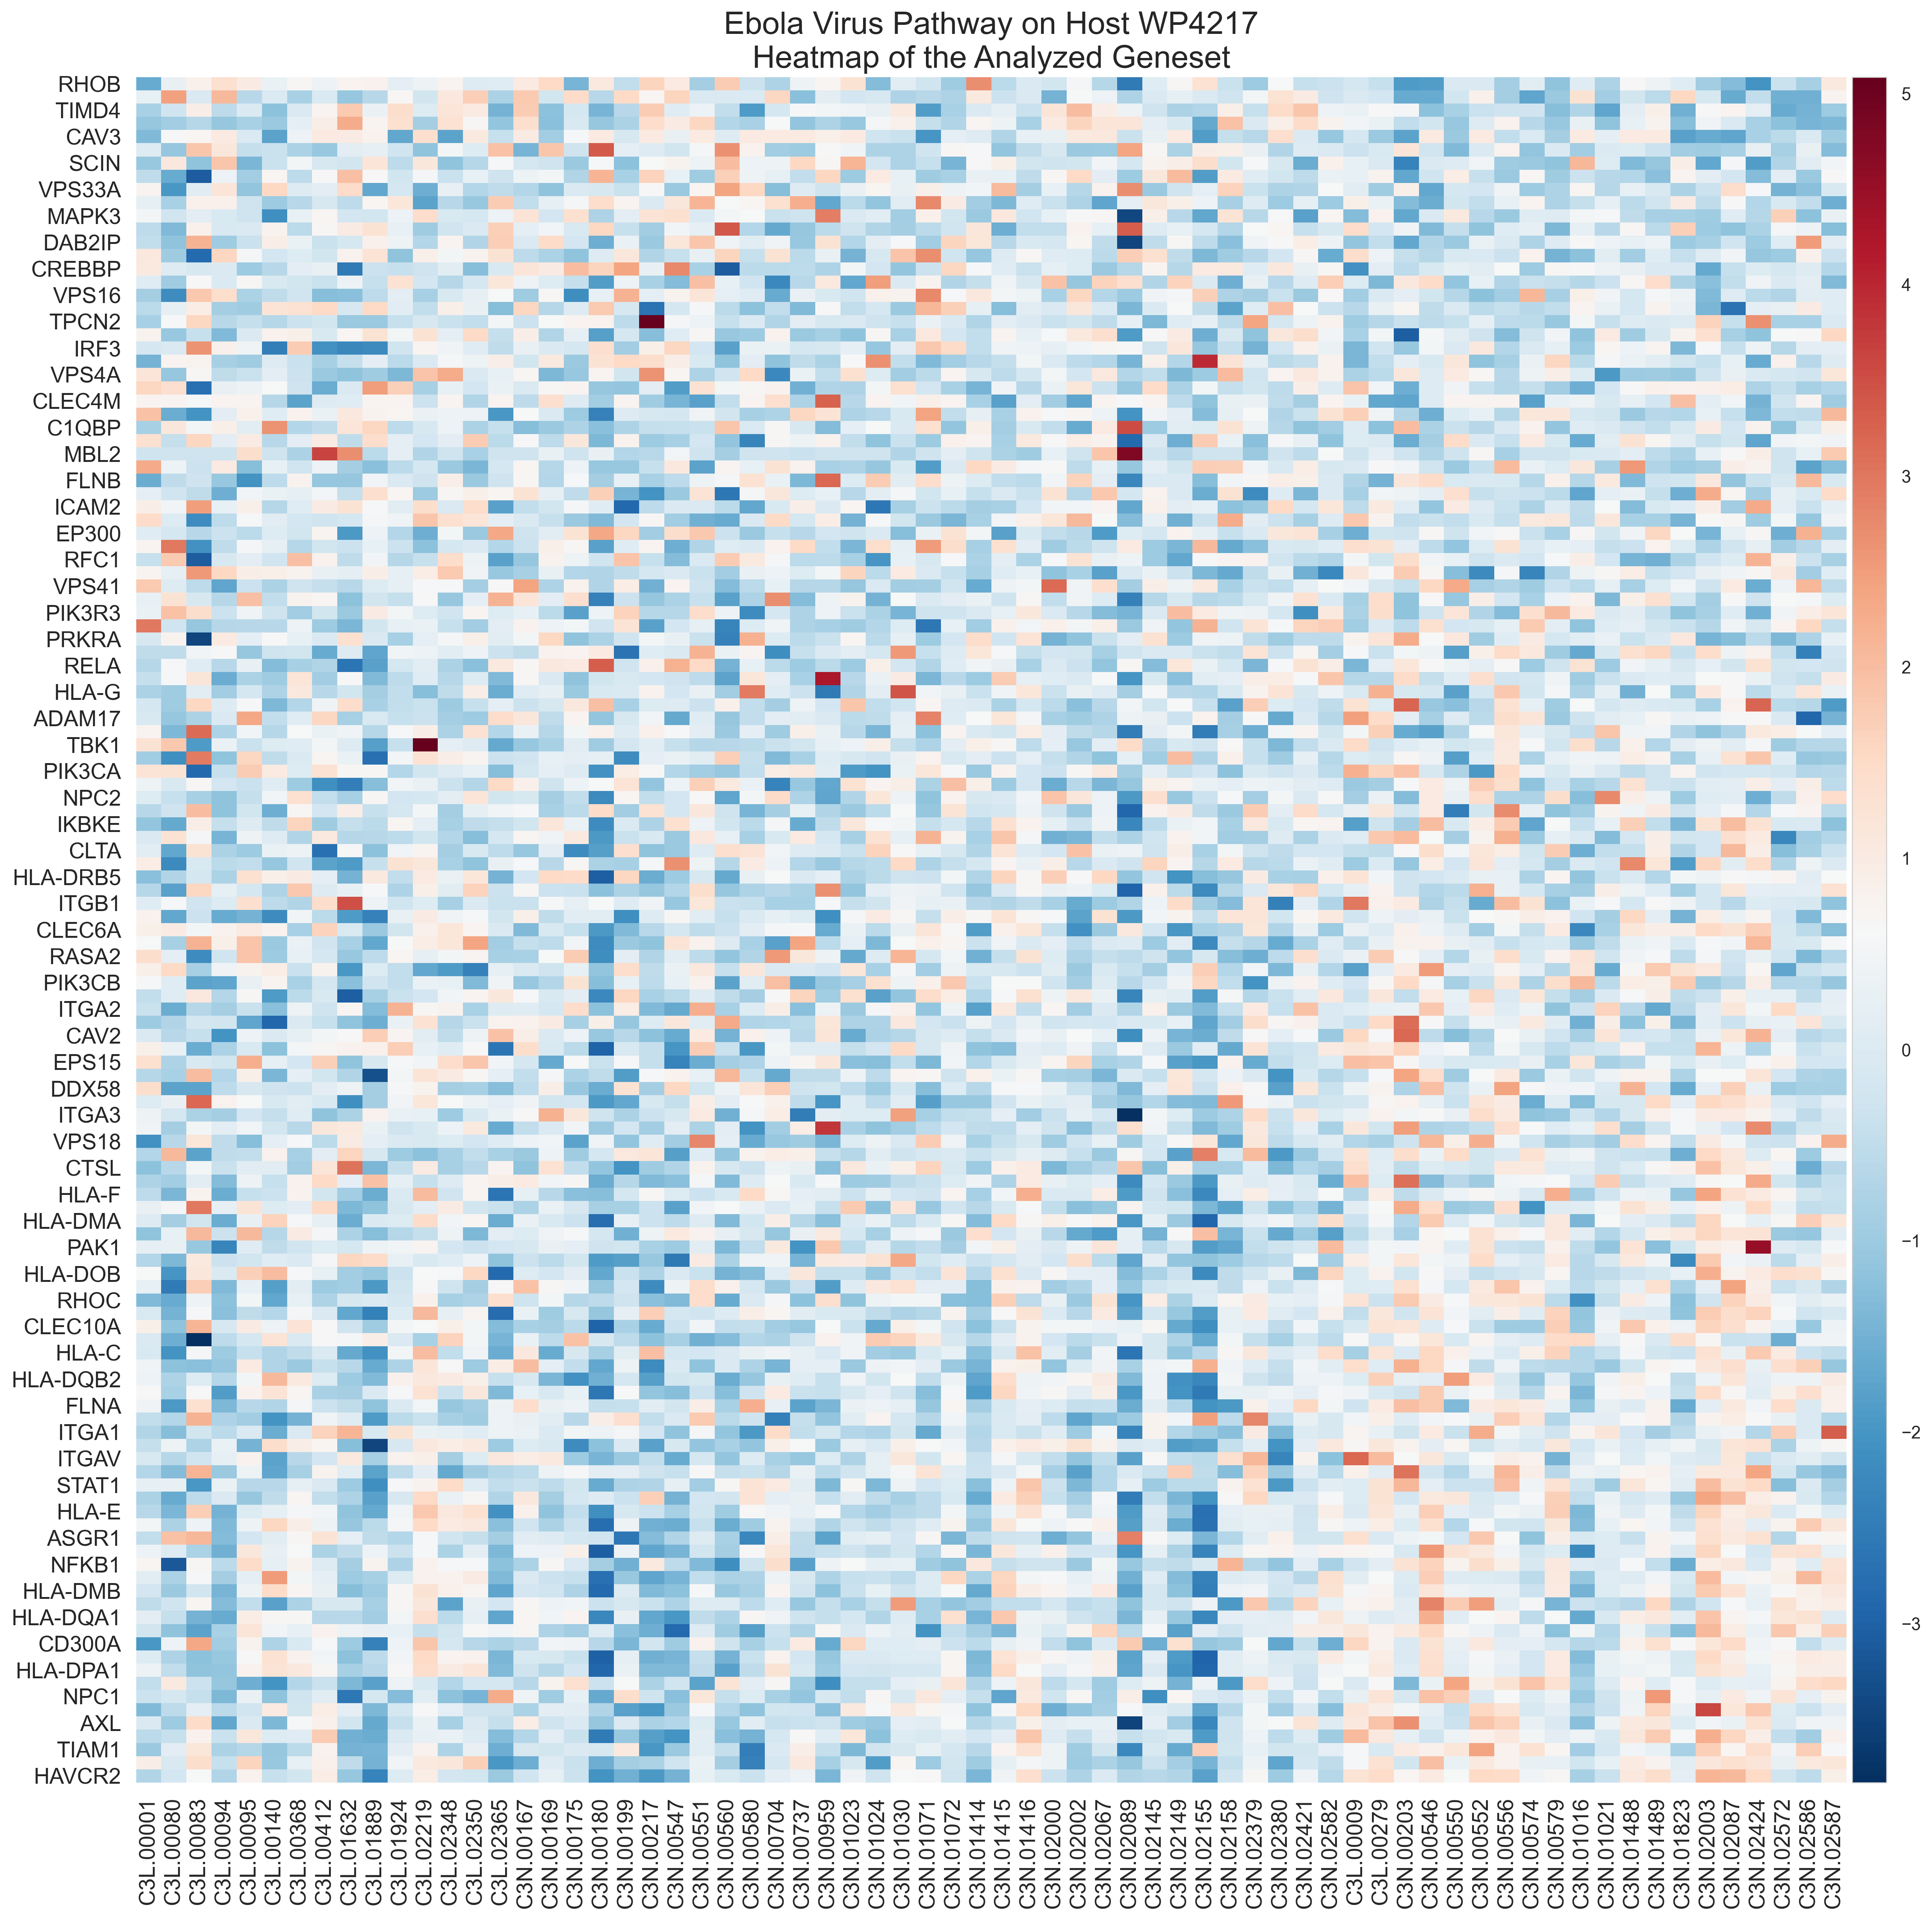 Ebola Virus Pathway on Host WP4217
Heatmap of the Analyzed Geneset
RHOB
TIMD4
CAV3
SCIN
VPS33A
MAPK3
DAB2IP
CREBBP
VPS16
TPCN2
IRF3
VPS4A
CLEC4M
C1QBP
MBL2
FLNB
ICAM2
EP300
RFC1
VPS41
PIK3R3
PRKRA
RELA
HLA-G
ADAM17
TBK1
PIK3CA
NPC2
IKBKE
CLTA
HLA-DRB5
ITGB1
CLEC6A
RASA2
PIK3CB
ITGA2
CAV2
EPS15
DDX58
ITGA3
VPS18
CTSL
HLA-F
HLA-DMA
PAK1
HLA-DOB
RHOC
CLEC10A
HLA-C
HLA-DQB2
FLNA
ITGA1
ITGAV
STAT1
HLA-E
ASGR1
NFKB1
HLA-DMB
HLA-DQA1
CD300A
HLA-DPA1
NPC1
AXL
TIAM1
HAVCR2
5
4
3
2
1
0
−1
−2
−3
C3L.00001
C3L.00080
C3L.00083
C3L.00094
C3L.00095
C3L.00140
C3L.00368
C3L.00412
C3L.01632
C3L.01889
C3L.01924
C3L.02219
C3L.02348
C3L.02350
C3L.02365
C3N.00167
C3N.00169
C3N.00175
C3N.00180
C3N.00199
C3N.00217
C3N.00547
C3N.00551
C3N.00560
C3N.00580
C3N.00704
C3N.00737
C3N.00959
C3N.01023
C3N.01024
C3N.01030
C3N.01071
C3N.01072
C3N.01414
C3N.01415
C3N.01416
C3N.02000
C3N.02002
C3N.02067
C3N.02089
C3N.02145
C3N.02149
C3N.02155
C3N.02158
C3N.02379
C3N.02380
C3N.02421
C3N.02582
C3L.00009
C3L.00279
C3N.00203
C3N.00546
C3N.00550
C3N.00552
C3N.00556
C3N.00574
C3N.00579
C3N.01016
C3N.01021
C3N.01488
C3N.01489
C3N.01823
C3N.02003
C3N.02087
C3N.02424
C3N.02572
C3N.02586
C3N.02587